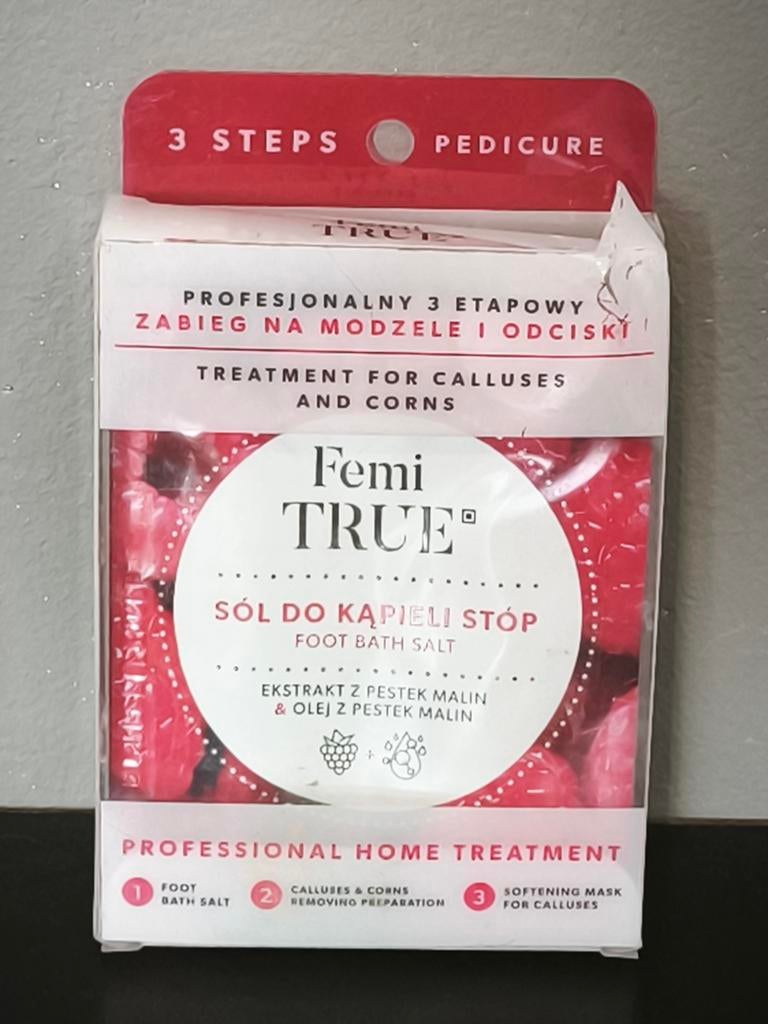 3 STEPS PEDICURE
Femi
TRUE
PROFESJONALNY 3 ETAPOWY
ZABIEG NA MODZELE I ODCISKI
TREATMENT FOR CALLUSES
AND CORNS
Femi
TRUE
SÓL DO KĄPIELI STÓP
FOOT BATH SALT
EKSTRAKT Z PESTEK MALIN
& OLEJ Z PESTEK MALIN
+
PROFESSIONAL HOME TREATMENT
1 FOOT
BATH SALT
2 CALLUSES & CORNS
REMOVING PREPARATION
3 SOFTENING MASK
FOR CALLUSES